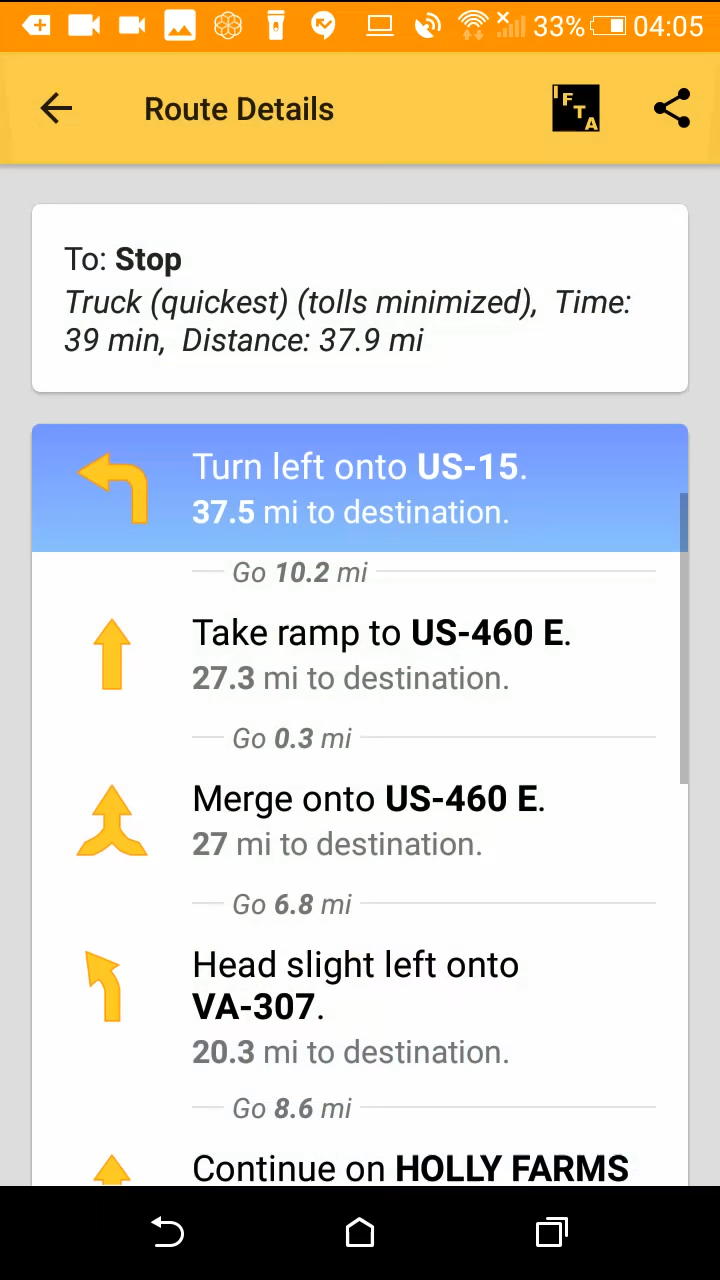 33% 04:05
Route Details
I F T A
To: Stop
Truck (quickest) (tolls minimized), Time:
39 min, Distance: 37.9 mi
Turn left onto US-15.
37.5 mi to destination.
Go 10.2 mi
Take ramp to US-460 E.
27.3 mi to destination.
Go 0.3 mi
Merge onto US-460 E.
27 mi to destination.
Go 6.8 mi
Head slight left onto
VA-307.
20.3 mi to destination.
Go 8.6 mi
Continue on HOLLY FARMS